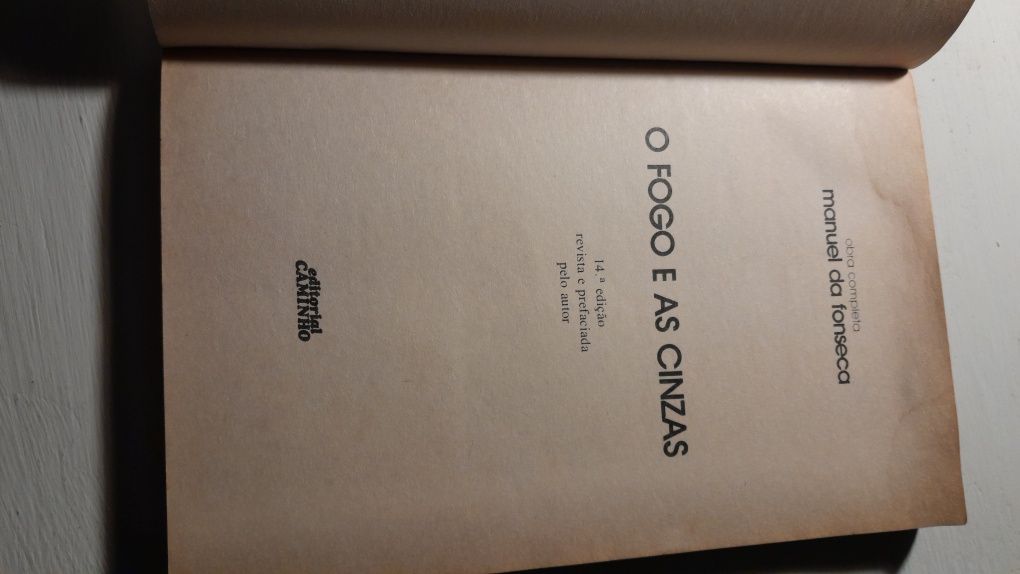 obra completa
manuel da fonseca
O FOGO E AS CINZAS
14.ª edição
revista e prefaciada
pelo autor
editorial
CAMINHO